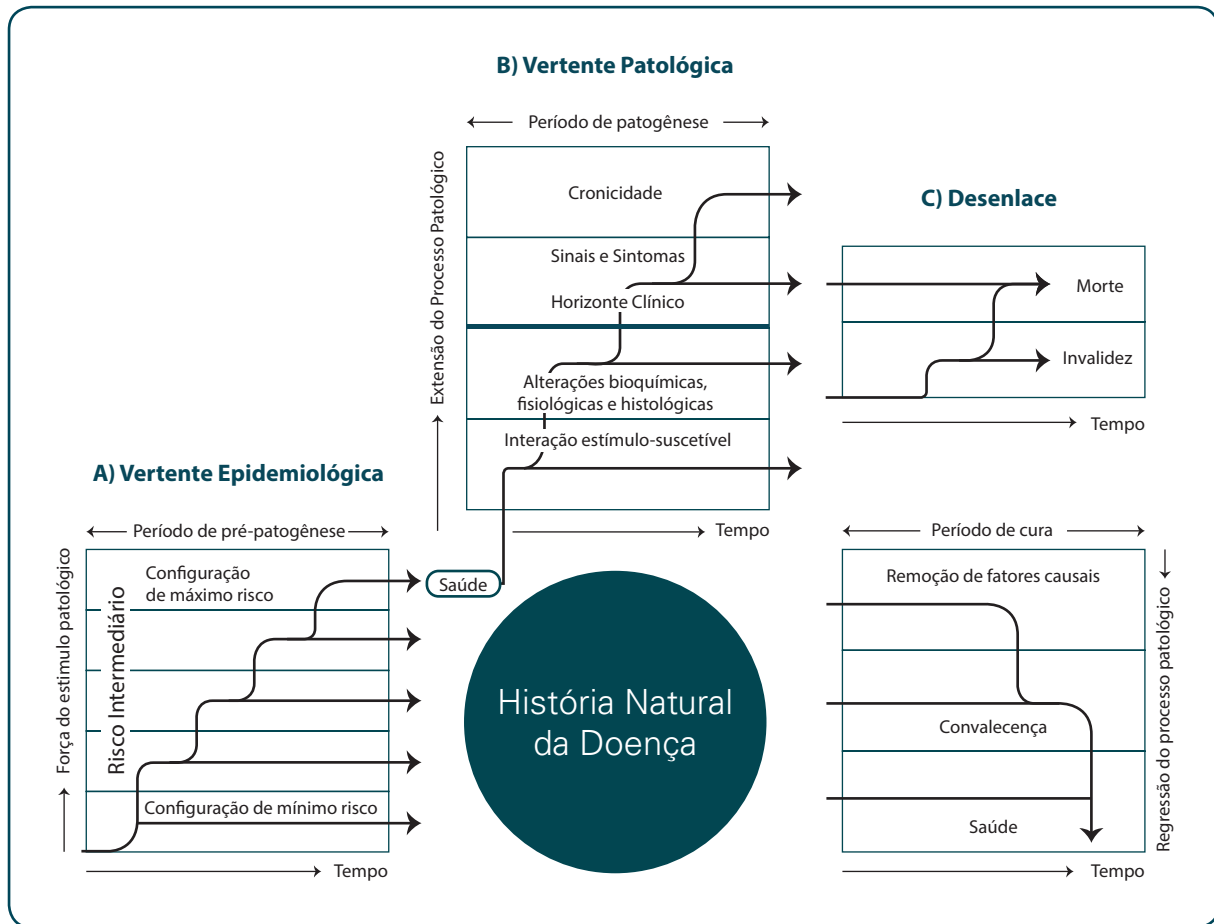 B) Vertente Patológica
Período de patogênese
Extensão do Processo Patológico
Cronicidade
Sinais e Sintomas
Horizonte Clínico
Alterações bioquímicas,
fisiológicas e histológicas
Interação estímulo-suscetível
Tempo
C) Desenlace
Morte
Invalidez
Tempo
A) Vertente Epidemiológica
Período de pré-patogênese
Força do estimulo patológico
Risco Intermediário
Configuração
de máximo risco
Configuração de mínimo risco
Tempo
Saúde
História Natural
da Doença
Período de cura
Remoção de fatores causais
Convalecença
Saúde
Regressão do processo patológico
Tempo